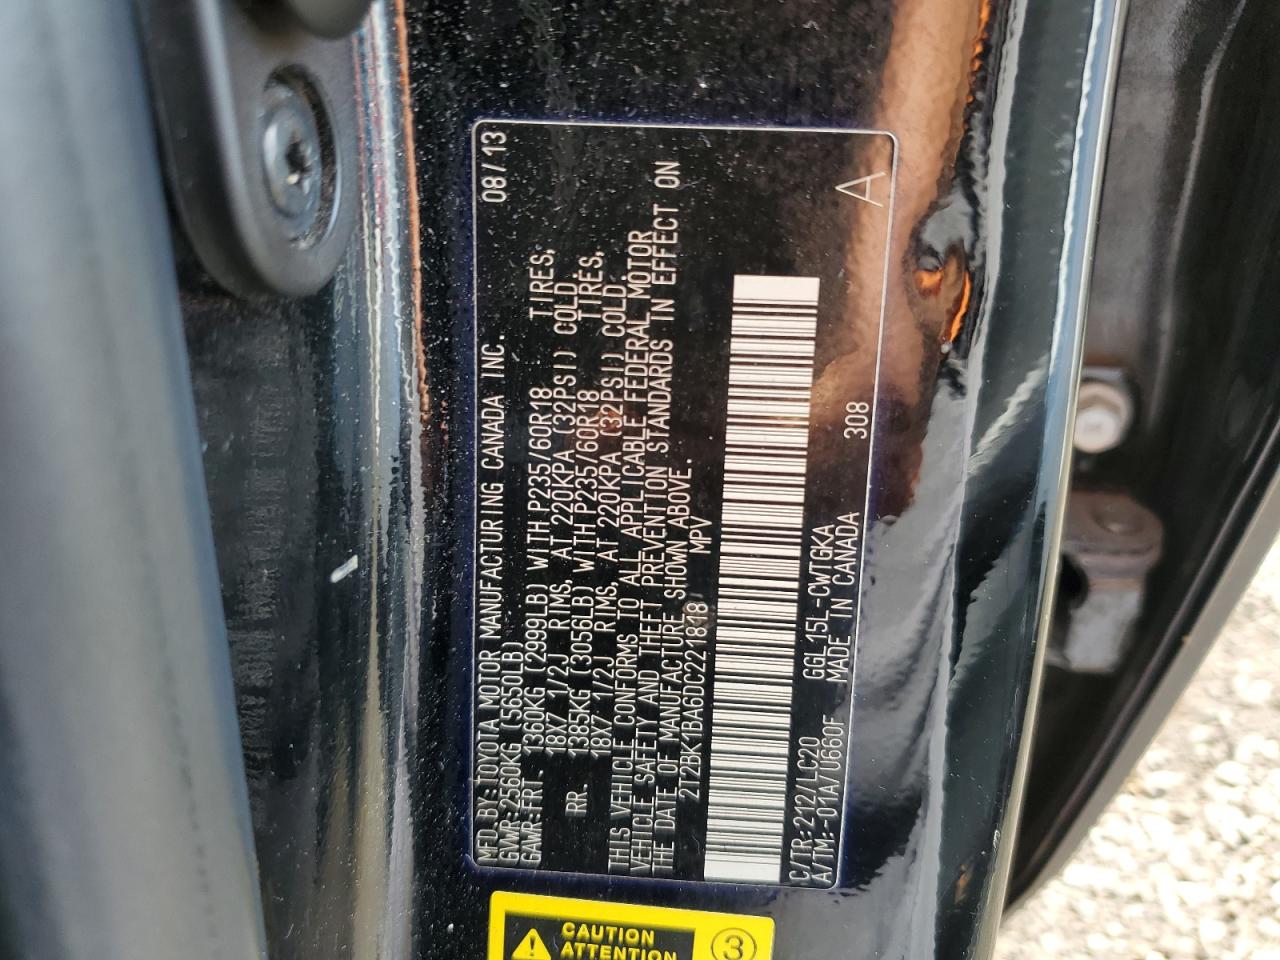 MFD.BY:TOYOTA MOTOR MANUFACTURING CANADA INC. 08/13
GVWR:2560KG (5650LB)
GAWR:FRT. 1360KG (2999LB) WITH P235/60R18 TIRES,
18X7 1/2J RIMS, AT 220KPA (32PSI) COLD.
RR. 1385KG (3056LB) WITH P235/60R18 TIRES,
18X7 1/2J RIMS, AT 220KPA (32PSI) COLD.
THIS VEHICLE CONFORMS TO ALL APPLICABLE FEDERAL MOTOR
VEHICLE SAFETY AND THEFT PREVENTION STANDARDS IN EFFECT ON
THE DATE OF MANUFACTURE SHOWN ABOVE.
2T2BK1BA6DC221818 MPV
C/TR:212/LC20 GGL15L-CWTGKA
A/TM:-01A/U660F MADE IN CANADA 308 A
CAUTION
ATTENTION
3